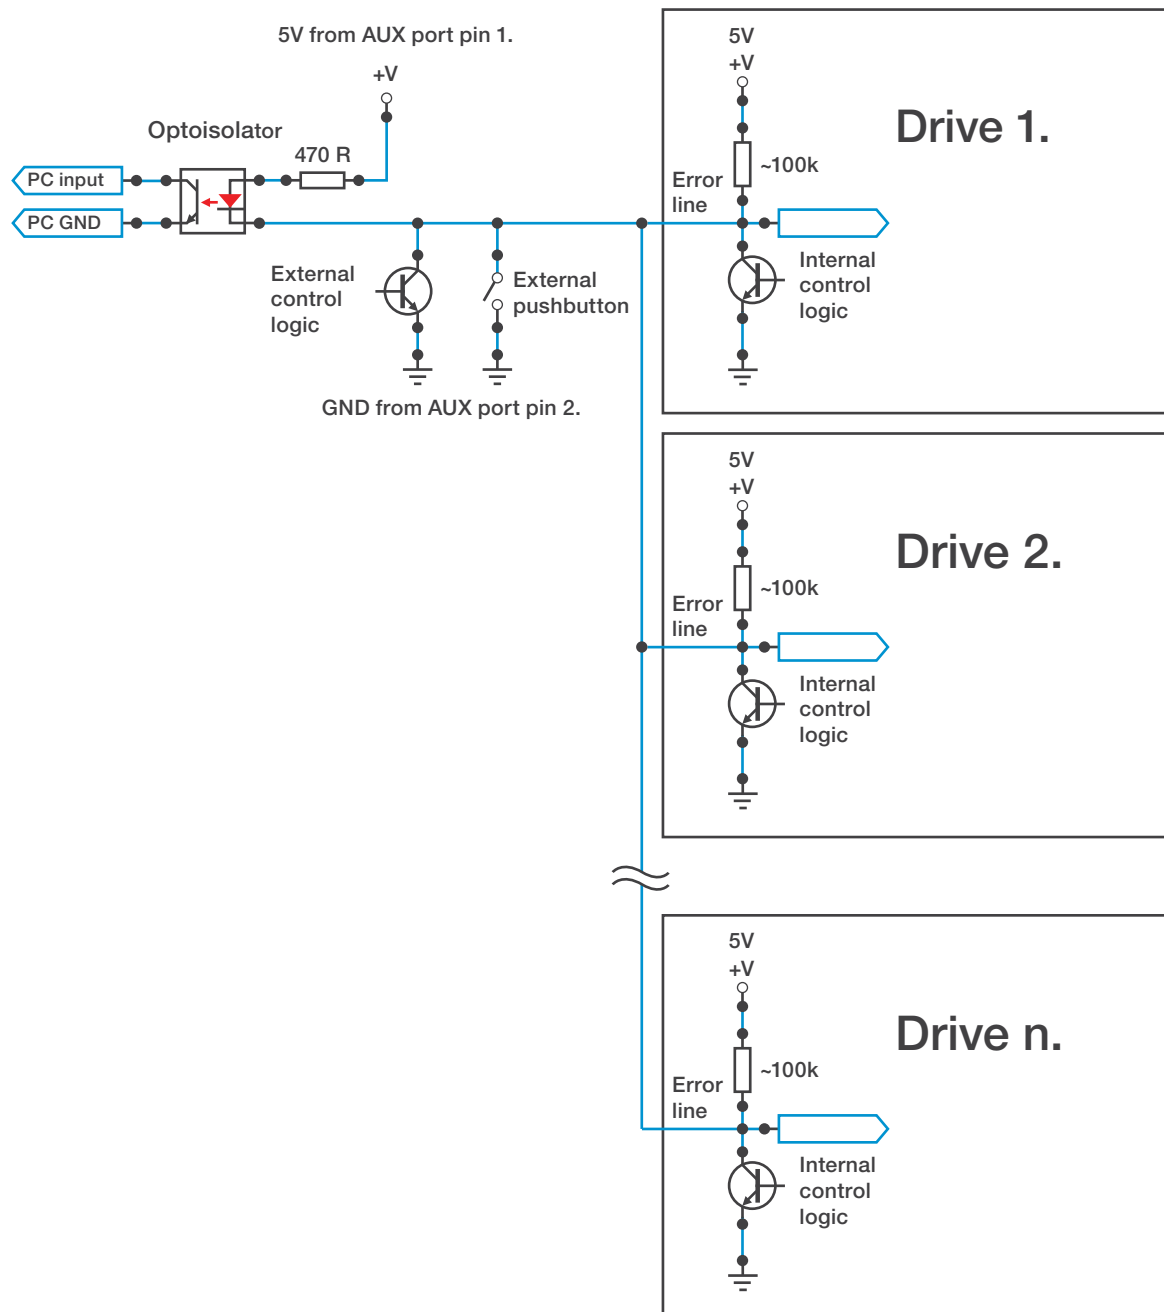 5V from AUX port pin 1.
+V
Optoisolator
470 R
PC input
PC GND
External
control
logic
External
pushbutton
GND from AUX port pin 2.
5V
+V
Drive 1.
~100k
Error
line
Internal
control
logic
5V
+V
Drive 2.
~100k
Error
line
Internal
control
logic
5V
+V
Drive n.
~100k
Error
line
Internal
control
logic